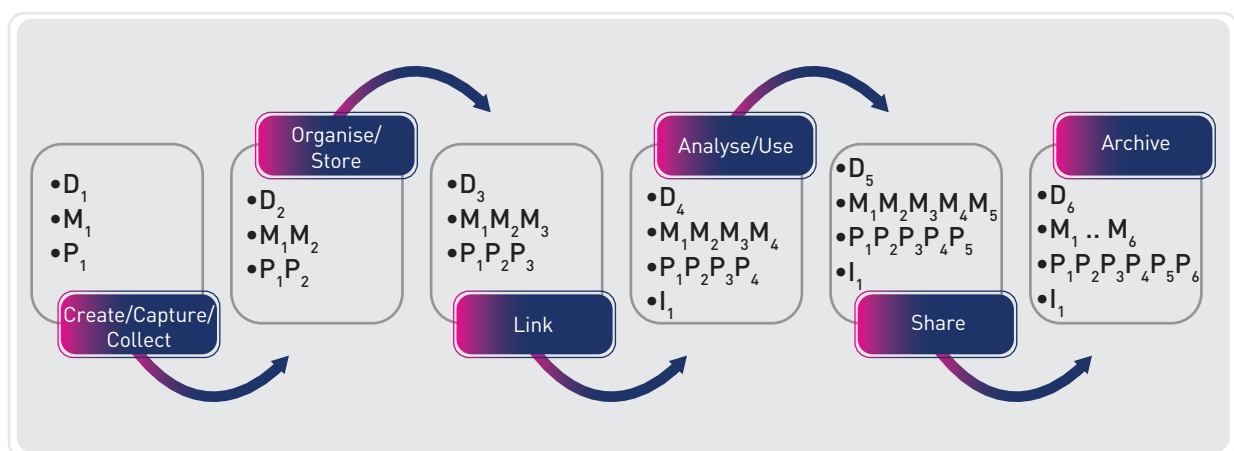 •D₁
•M₁
•P₁
Create/Capture/
Collect
Organise/
Store
•D₂
•M₁M₂
•P₁P₂
•D₃
•M₁M₂M₃
•P₁P₂P₃
Link
Analyse/Use
•D₄
•M₁M₂M₃M₄
•P₁P₂P₃P₄
•I₁
•D₅
•M₁M₂M₃M₄M₅
•P₁P₂P₃P₄P₅
•I₁
Share
Archive
•D₆
•M₁ .. M₆
•P₁P₂P₃P₄P₅P₆
•I₁